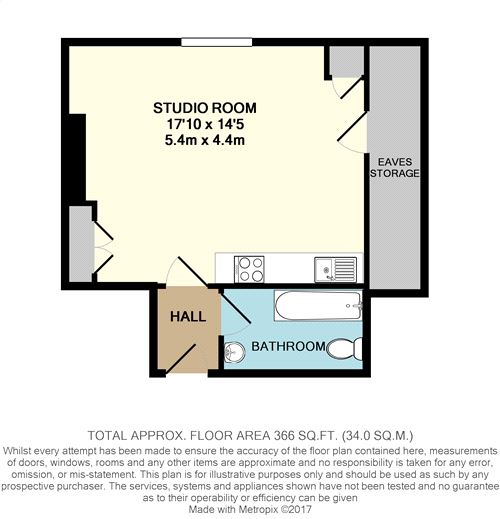 STUDIO ROOM
17'10 x 14'5
5.4m x 4.4m
EAVES
STORAGE
HALL
BATHROOM
TOTAL APPROX. FLOOR AREA 366 SQ.FT. (34.0 SQ.M.)
Whilst every attempt has been made to ensure the accuracy of the floor plan contained here, measurements
of doors, windows, rooms and any other items are approximate and no responsibility is taken for any error,
omission, or mis-statement. This plan is for illustrative purposes only and should be used as such by any
prospective purchaser. The services, systems and appliances shown have not been tested and no guarantee
as to their operability or efficiency can be given
Made with Metropix ©2017